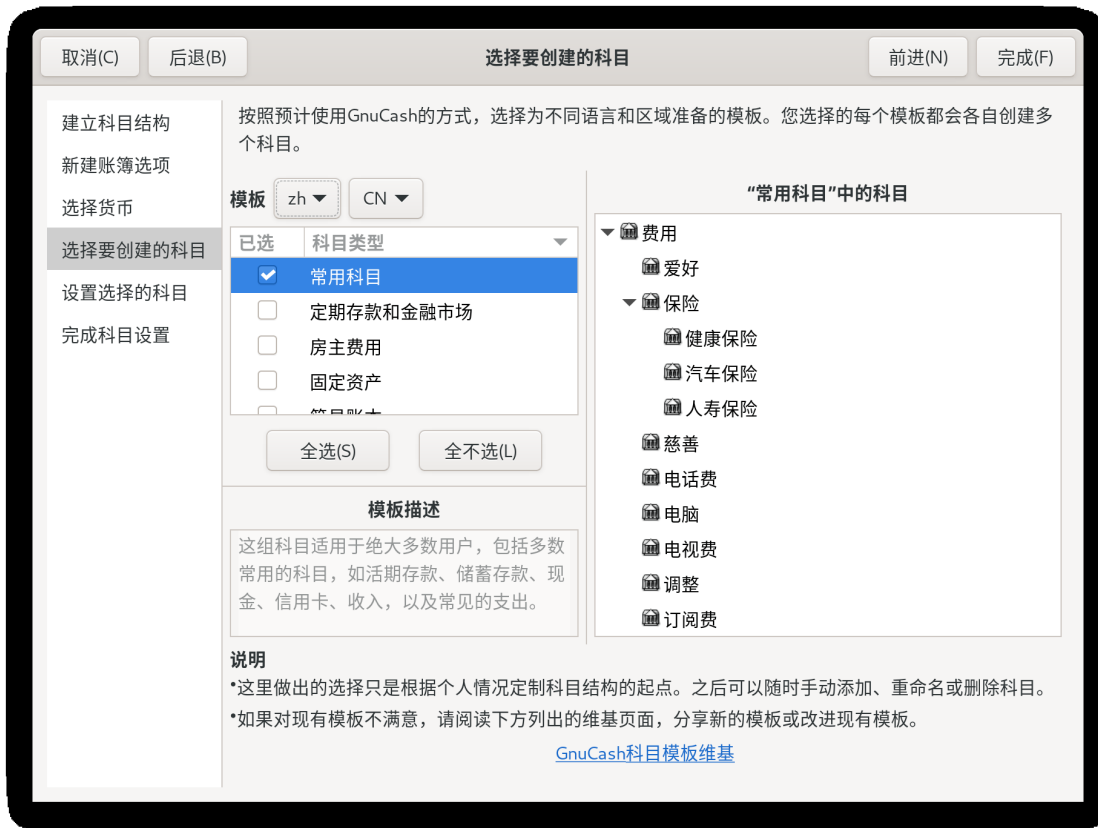 取消(C)
后退(B)
选择要创建的科目
前进(N)
完成(F)
建立科目结构
新建账簿选项
选择货币
选择要创建的科目
设置选择的科目
完成科目设置
按照预计使用GnuCash的方式，选择为不同语言和区域准备的模板。您选择的每个模板都会各自创建多
个科目。
模板
zh
CN
已选
科目类型
常用科目
定期存款和金融市场
房主费用
固定资产
全选(S)
全不选(L)
模板描述
这组科目适用于绝大多数用户，包括多数
常用的科目，如活期存款、储蓄存款、现
金、信用卡、收入，以及常见的支出。
“常用科目”中的科目
费用
爱好
保险
健康保险
汽车保险
人寿保险
慈善
电话费
电脑
电视费
调整
订阅费
说明
•这里做出的选择只是根据个人情况定制科目结构的起点。之后可以随时手动添加、重命名或删除科目。
•如果对现有模板不满意，请阅读下方列出的维基页面，分享新的模板或改进现有模板。
GnuCash科目模板维基